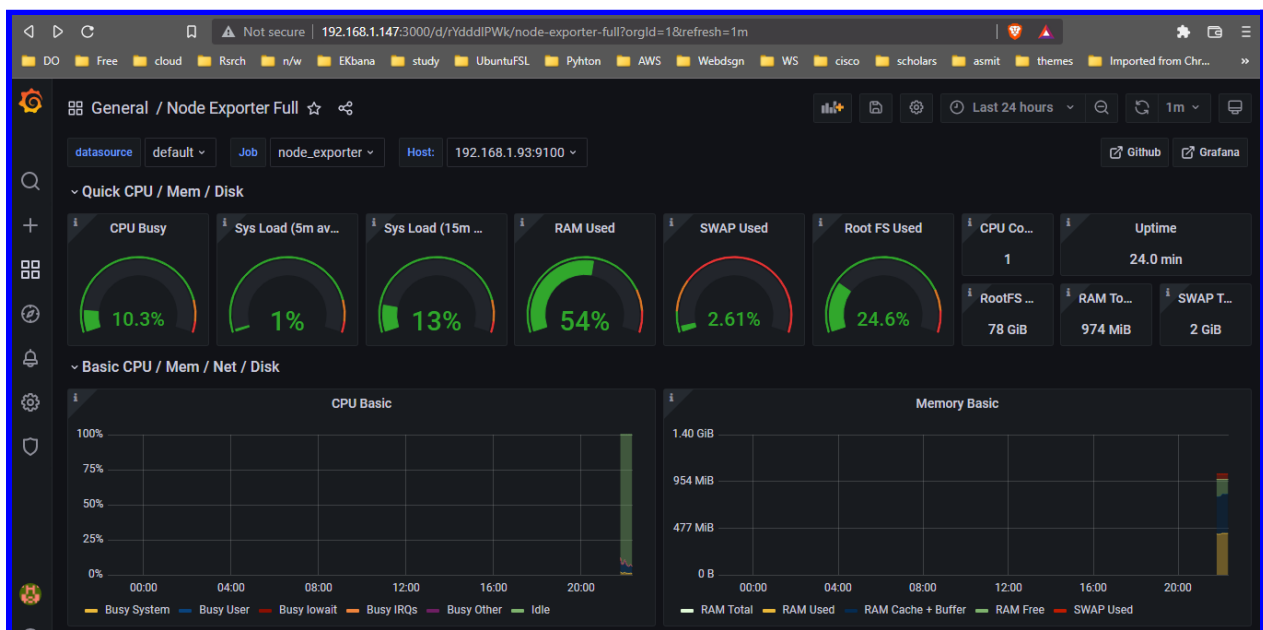 Not secure | 192.168.1.147:3000/d/rYdddlPWk/node-exporter-full?orgId=1&refresh=1m
DO Free cloud Rsrch n/w EKbana study UbuntuFSL Pyhton AWS Webdsgn WS cisco scholars asmit themes Imported from Chr... »
General / Node Exporter Full Last 24 hours 1m
datasource default Job node_exporter Host: 192.168.1.93:9100 Github Grafana
Quick CPU / Mem / Disk
CPU Busy Sys Load (5m av... Sys Load (15m ... RAM Used SWAP Used Root FS Used CPU Co... Uptime
1 24.0 min
RootFS ... RAM To... SWAP T...
10.3% 1% 13% 54% 2.61% 24.6%
78 GiB 974 MiB 2 GiB
Basic CPU / Mem / Net / Disk
CPU Basic
100%
75%
50%
25%
0%
00:00 04:00 08:00 12:00 16:00 20:00
Busy System Busy User Busy Iowait Busy IRQs Busy Other Idle
Memory Basic
1.40 GiB
954 MiB
477 MiB
0 B
00:00 04:00 08:00 12:00 16:00 20:00
RAM Total RAM Used RAM Cache + Buffer RAM Free SWAP Used